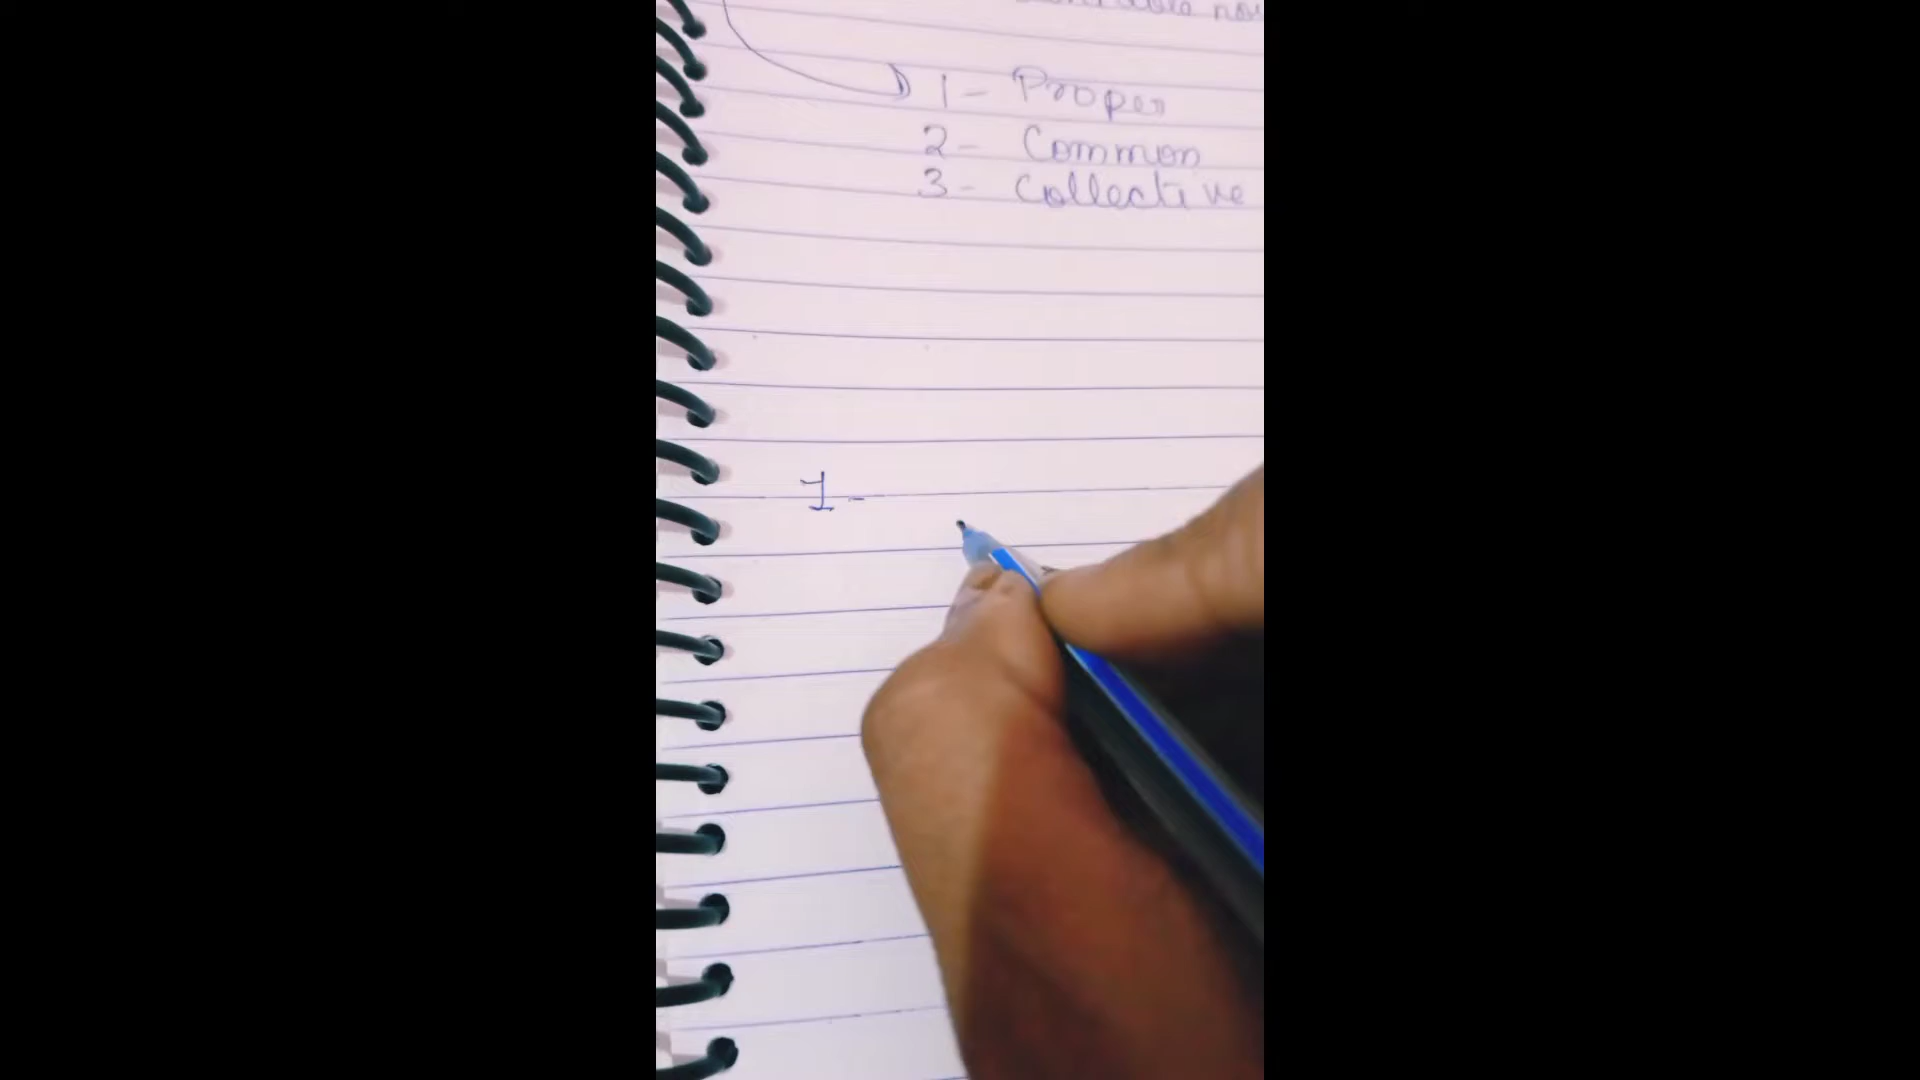 1- Proper
2- Common
3- Collective
1-